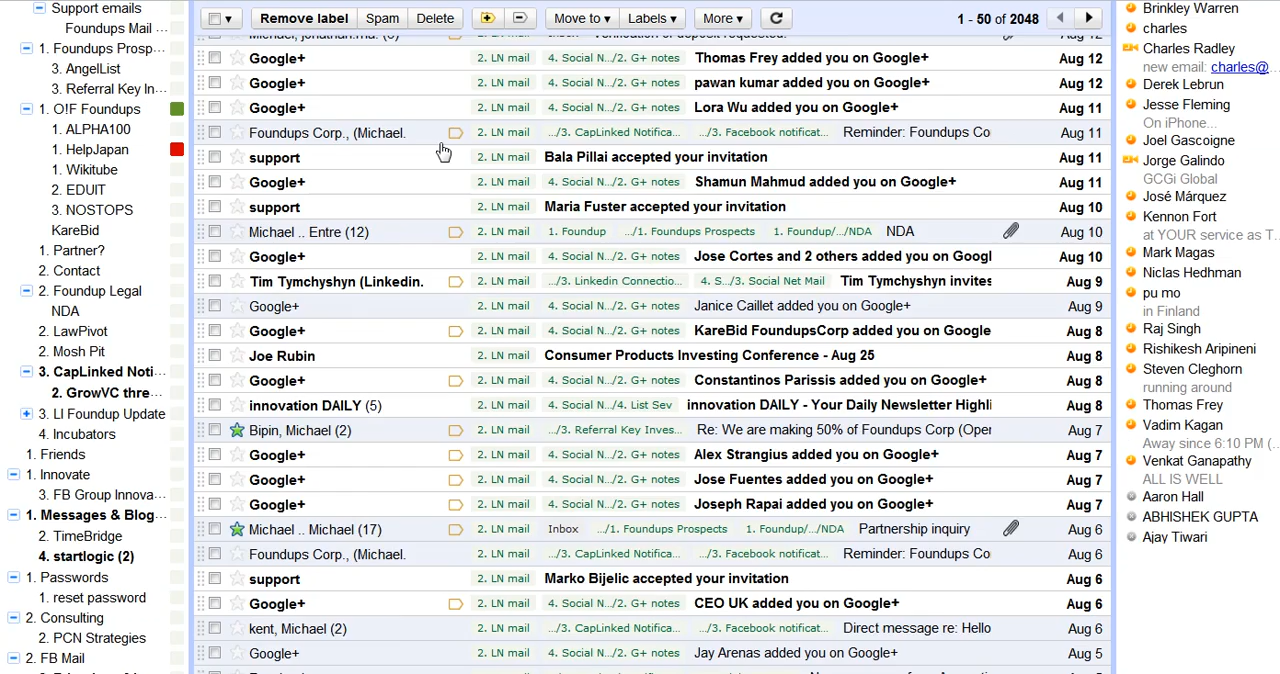 Support emails
Foundups Mail ...
1. Foundups Prosp...
3. AngelList
3. Referral Key In...
1. O!F Foundups
1. ALPHA100
1. HelpJapan
1. Wikitube
2. EDUIT
3. NOSTOPS
KareBid
1. Partner?
2. Contact
2. Foundup Legal
NDA
2. LawPivot
2. Mosh Pit
3. CapLinked Noti...
2. GrowVC thre...
3. LI Foundup Update
4. Incubators
1. Friends
1. Innovate
3. FB Group Innova...
1. Messages & Blog...
2. TimeBridge
4. startlogic (2)
1. Passwords
1. reset password
2. Consulting
2. PCN Strategies
2. FB Mail
Remove label Spam Delete Move to Labels More 1 - 50 of 2048
Michael, jonathan.ma. (6) 2. LN mail Inbox Verification of deposit requested. Aug 12
Google+ 2. LN mail 4. Social N.../2. G+ notes Thomas Frey added you on Google+ Aug 12
Google+ 2. LN mail 4. Social N.../2. G+ notes pawan kumar added you on Google+ Aug 12
Google+ 2. LN mail 4. Social N.../2. G+ notes Lora Wu added you on Google+ Aug 11
Foundups Corp., (Michael. 2. LN mail .../3. CapLinked Notifica... .../3. Facebook notificat... Reminder: Foundups Co Aug 11
support 2. LN mail Bala Pillai accepted your invitation Aug 11
Google+ 2. LN mail 4. Social N.../2. G+ notes Shamun Mahmud added you on Google+ Aug 11
support 2. LN mail Maria Fuster accepted your invitation Aug 10
Michael .. Entre (12) 2. LN mail 1. Foundup .../1. Foundups Prospects 1. Foundup/.../NDA NDA Aug 10
Google+ 2. LN mail 4. Social N.../2. G+ notes Jose Cortes and 2 others added you on Googl Aug 10
Tim Tymchyshyn (Linkedin. 2. LN mail .../3. Linkedin Connectio... 4. S.../3. Social Net Mail Tim Tymchyshyn invites Aug 9
Google+ 2. LN mail 4. Social N.../2. G+ notes Janice Caillet added you on Google+ Aug 9
Google+ 2. LN mail 4. Social N.../2. G+ notes KareBid FoundupsCorp added you on Google Aug 8
Joe Rubin 2. LN mail Consumer Products Investing Conference - Aug 25 Aug 8
Google+ 2. LN mail 4. Social N.../2. G+ notes Constantinos Parissis added you on Google+ Aug 8
innovation DAILY (5) 2. LN mail 4. Social N.../4. List Sev innovation DAILY - Your Daily Newsletter Highli Aug 8
Bipin, Michael (2) 2. LN mail .../3. Referral Key Inves... Re: We are making 50% of Foundups Corp (Oper Aug 7
Google+ 2. LN mail 4. Social N.../2. G+ notes Alex Strangius added you on Google+ Aug 7
Google+ 2. LN mail 4. Social N.../2. G+ notes Jose Fuentes added you on Google+ Aug 7
Google+ 2. LN mail 4. Social N.../2. G+ notes Joseph Rapai added you on Google+ Aug 7
Michael .. Michael (17) 2. LN mail Inbox .../1. Foundups Prospects 1. Foundup/.../NDA Partnership inquiry Aug 6
Foundups Corp., (Michael. 2. LN mail .../3. CapLinked Notifica... .../3. Facebook notificat... Reminder: Foundups Co Aug 6
support 2. LN mail Marko Bijelic accepted your invitation Aug 6
Google+ 2. LN mail 4. Social N.../2. G+ notes CEO UK added you on Google+ Aug 6
kent, Michael (2) 2. LN mail .../3. CapLinked Notifica... .../3. Facebook notificat... Direct message re: Hello Aug 6
Google+ 2. LN mail 4. Social N.../2. G+ notes Jay Arenas added you on Google+ Aug 5
Brinkley Warren
charles
Charles Radley
new email: charles@...
Derek Lebrun
Jesse Fleming
On iPhone...
Joel Gascoigne
Jorge Galindo
GCGi Global
José Márquez
Kennon Fort
at YOUR service as T...
Mark Magas
Niclas Hedhman
pu mo
in Finland
Raj Singh
Rishikesh Aripineni
Steven Cleghorn
running around
Thomas Frey
Vadim Kagan
Away since 6:10 PM (...
Venkat Ganapathy
ALL IS WELL
Aaron Hall
ABHISHEK GUPTA
Ajay Tiwari